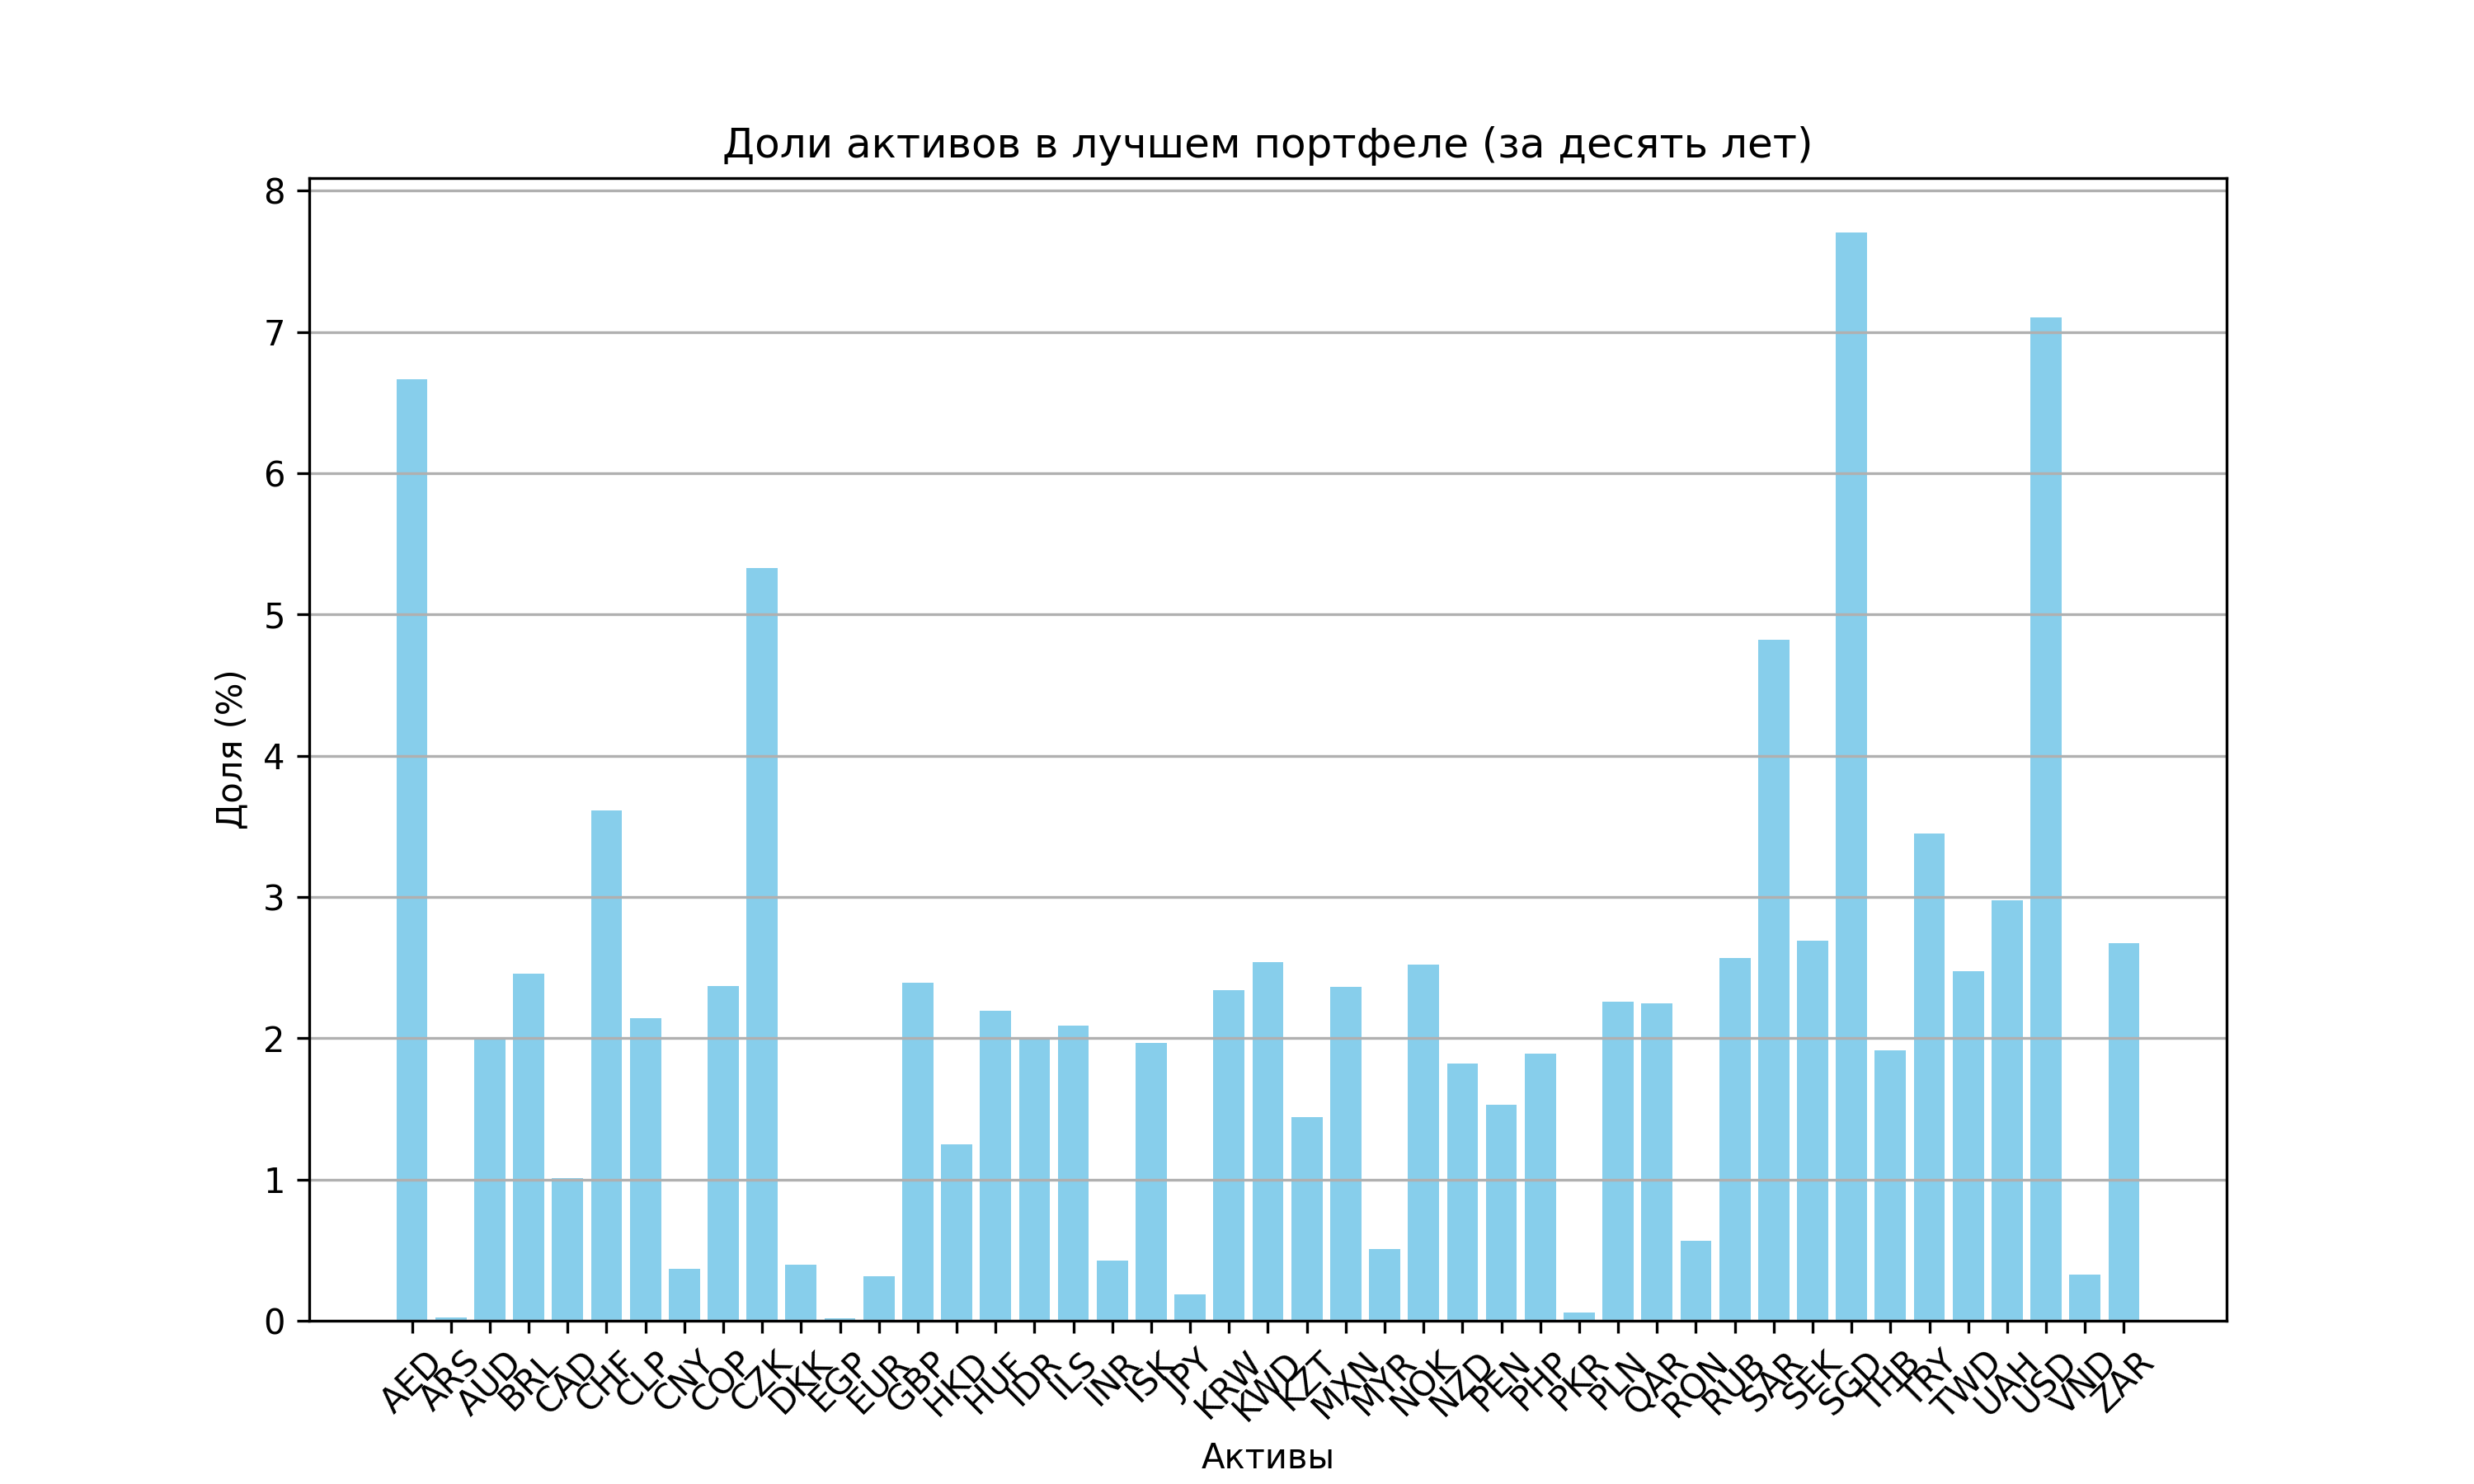 Доли активов в лучшем портфеле (за десять лет)
Доля (%)
8
7
6
5
4
3
2
1
0
AED
ARS
AUD
BRL
CAD
CHF
CLP
CNY
COP
CZK
DKK
EGP
EUR
GBP
HKD
HUF
IDR
ILS
INR
ISK
JPY
KRW
KWD
KZT
MXN
MYR
NOK
NZD
PEN
PHP
PKR
PLN
QAR
RON
RUB
SAR
SEK
SGD
THB
TRY
TWD
UAH
USD
VND
ZAR
Активы